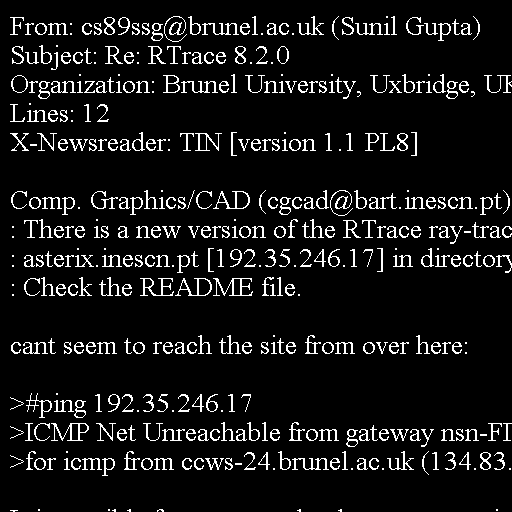 From: cs89ssg@brunel.ac.uk (Sunil Gupta)
Subject: Re: RTrace 8.2.0
Organization: Brunel University, Uxbridge, UK
Lines: 12
X-Newsreader: TIN [version 1.1 PL8]
Comp. Graphics/CAD (cgcad@bart.inescn.pt)
: There is a new version of the RTrace ray-trac
: asterix.inescn.pt [192.35.246.17] in directory
: Check the README file.
cant seem to reach the site from over here:
>#ping 192.35.246.17
>ICMP Net Unreachable from gateway nsn-FI
>for icmp from ccws-24.brunel.ac.uk (134.83.